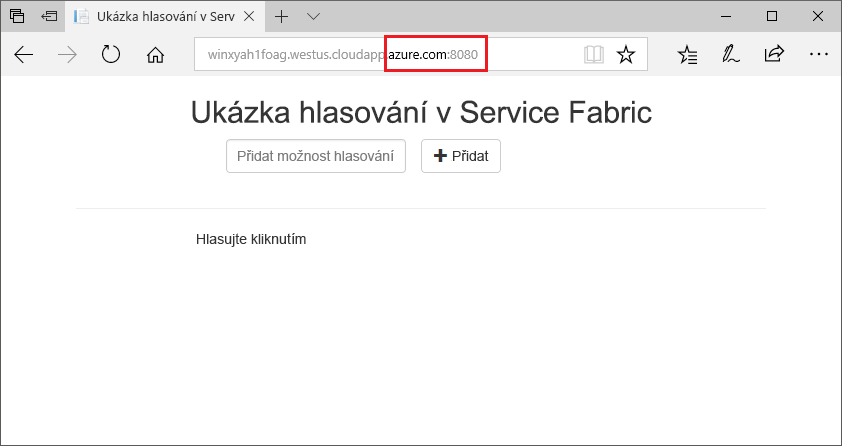 Ukázka hlasování v Serv
winxyah1foag.westus.cloudapp.azure.com:8080
Ukázka hlasování v Service Fabric
Přidat možnost hlasování
Přidat
Hlasujte kliknutím